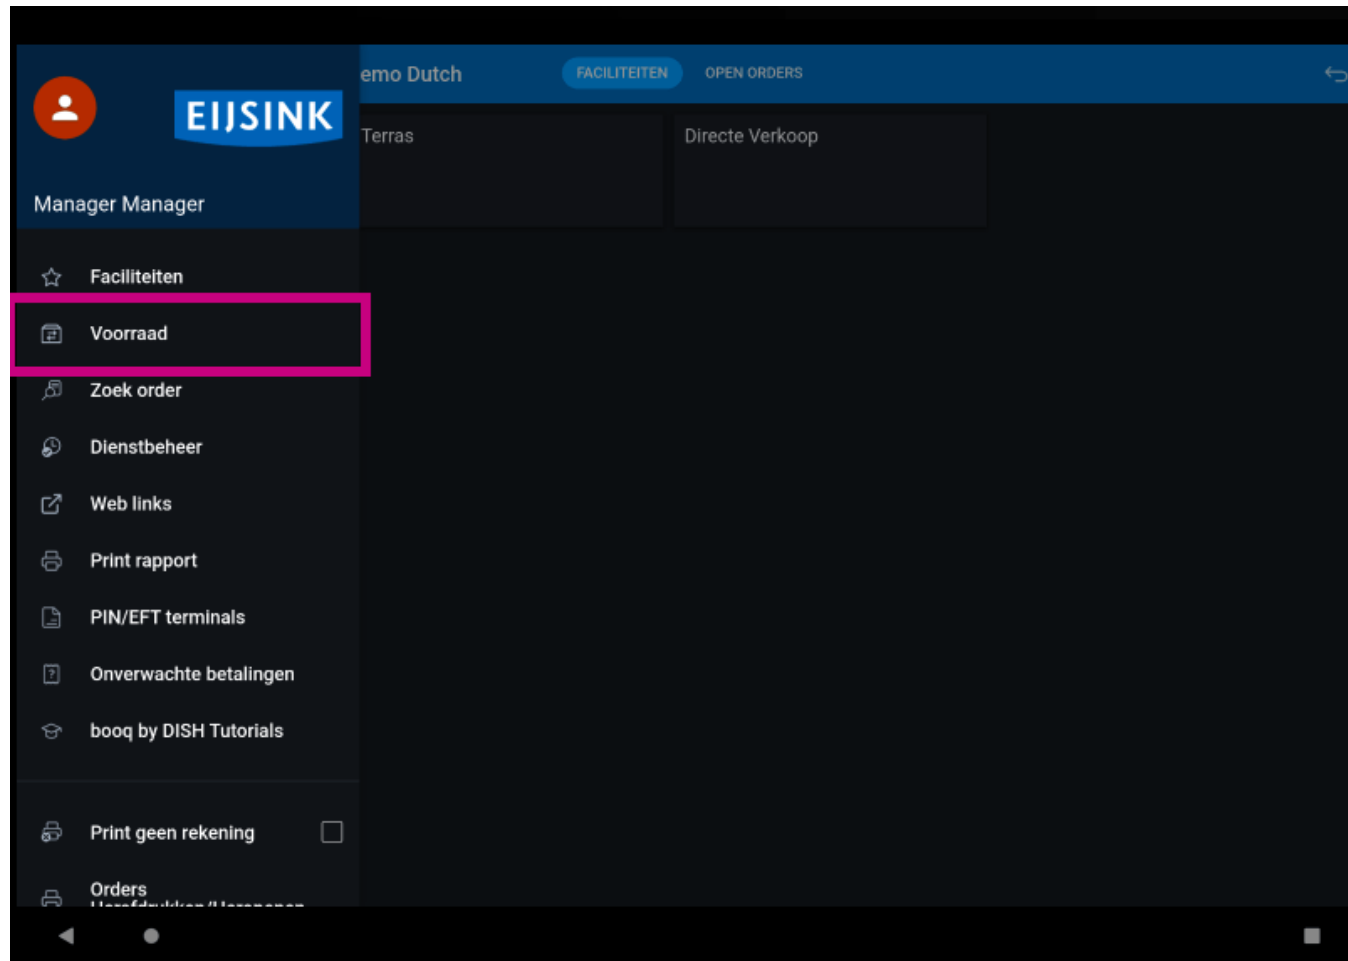 emo Dutch
FACILITEITEN
OPEN ORDERS
EIJSINK
Manager Manager
Terras
Directe Verkoop
Faciliteiten
Voorraad
Zoek order
Dienstbeheer
Web links
Print rapport
PIN/EFT terminals
Onverwachte betalingen
booq by DISH Tutorials
Print geen rekening
Orders